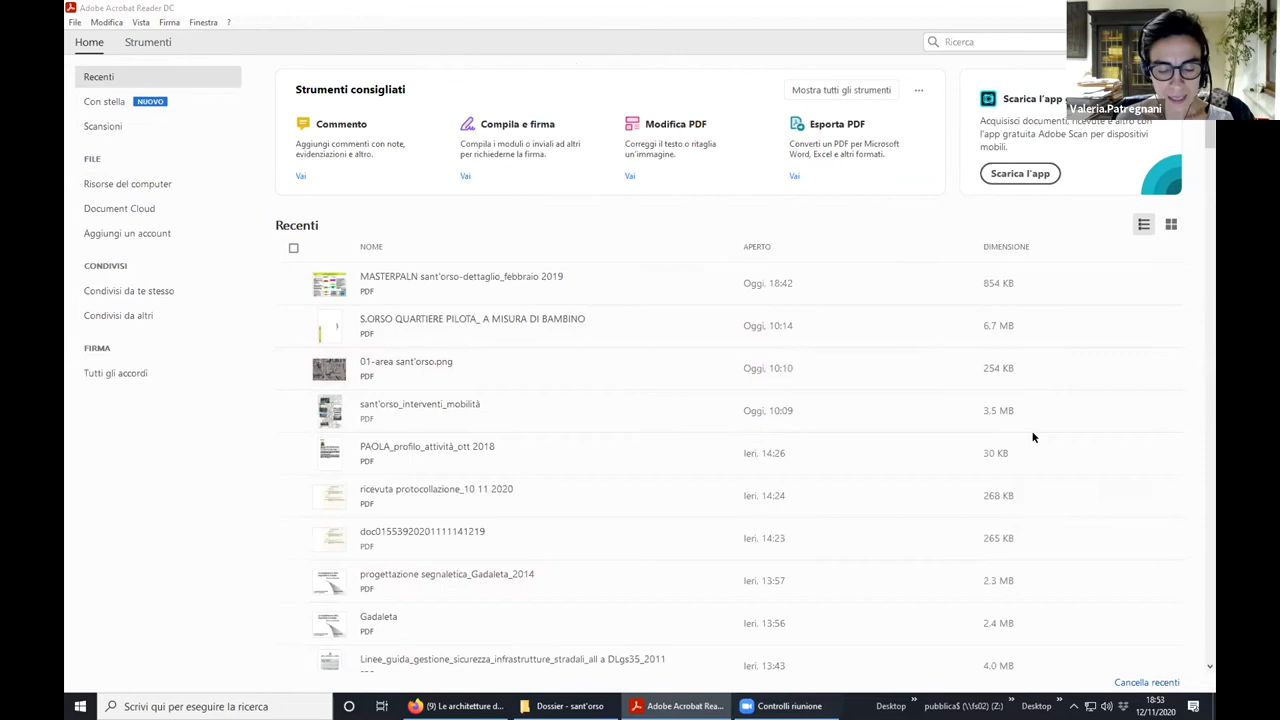 Adobe Acrobat Reader DC
File Modifica Vista Firma Finestra ?
Home Strumenti
Ricerca
Valeria.Patregnani
Recenti
Con stella NUOVO
Scansioni
FILE
Risorse del computer
Document Cloud
Aggiungi un account
CONDIVISI
Condivisi da te stesso
Condivisi da altri
FIRMA
Tutti gli accordi
Strumenti consigliati
Mostra tutti gli strumenti
Commento
Aggiungi commenti con note,
evidenziazioni e altro.
Vai
Compila e firma
Compila i moduli o inviali ad altri
per richiederne la firma.
Vai
Modifica PDF
Correggi il testo o ritaglia
un'immagine.
Vai
Esporta PDF
Converti un PDF per Microsoft
Word, Excel e altri formati.
Vai
Scarica l'app
Acquisisci documenti, ricevute e altro con
l'app gratuita Adobe Scan per dispositivi
mobili.
Scarica l'app
Recenti
NOME APERTO DIMENSIONE
MASTERPALN sant'orso-dettaglio_febbraio 2019
PDF
Oggi, 18:42 854 KB
S.ORSO QUARTIERE PILOTA_ A MISURA DI BAMBINO
PDF
Oggi, 10:14 6,7 MB
01-area sant'orso.png
PDF
Oggi, 10:10 254 KB
sant'orso_interventi_mobilità
PDF
Oggi, 10:09 3,5 MB
PAOLA_profilo_attività_ott 2018
PDF
Ieri, 14:26 30 KB
ricevuta protocollazione_10 11 2020
PDF
Ieri, 14:24 268 KB
doc01553920201111141219
PDF
Ieri, 14:23 265 KB
progettazione segnaletica_Gadaleta_2014
PDF
Ieri, 13:57 2.3 MB
Gadaleta
PDF
Ieri, 13:56 2.4 MB
Linee_guida_gestione_sicurezza_infrastrutture_stradali_all a DLgs35_2011
Ieri, 13:43 4.0 MB
Cancella recenti
Scrivi qui per eseguire la ricerca
(9) Le architetture d...
Dossier - sant'orso
Adobe Acrobat Rea...
Controlli riunione
Desktop
pubblica$ (\\fs02) (Z:)
Desktop
18:53
12/11/2020